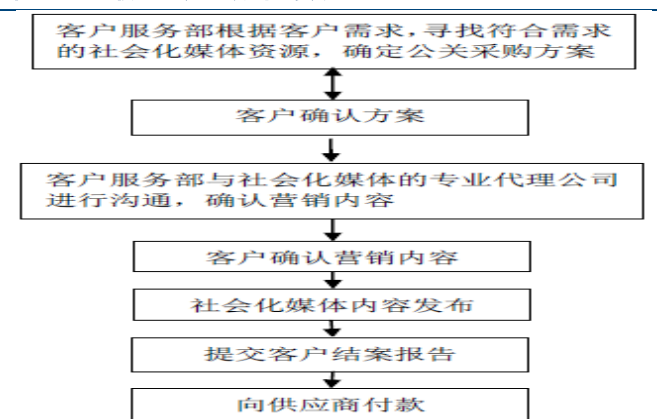 客户服务部根据客户需求，寻找符合需求
的社会化媒体资源，确定公关采购方案
客户确认方案
客户服务部与社会化媒体的专业代理公司
进行沟通，确认营销内容
客户确认营销内容
社会化媒体内容发布
提交客户结案报告
向供应商付款